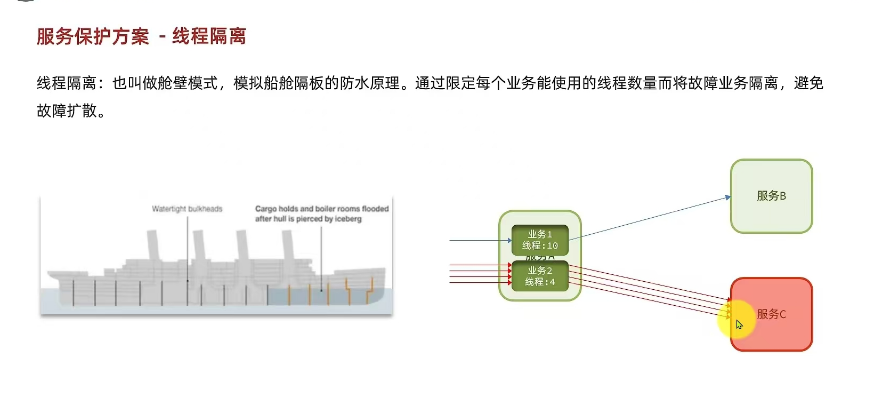 服务保护方案 - 线程隔离
线程隔离：也叫做舱壁模式，模拟船舱隔板的防水原理。通过限定每个业务能使用的线程数量而将故障业务隔离，避免
故障扩散。
Watertight bulkheads
Cargo holds and boiler rooms flooded
after hull is pierced by iceberg
业务1
线程:10
业务2
线程:4
服务B
服务C